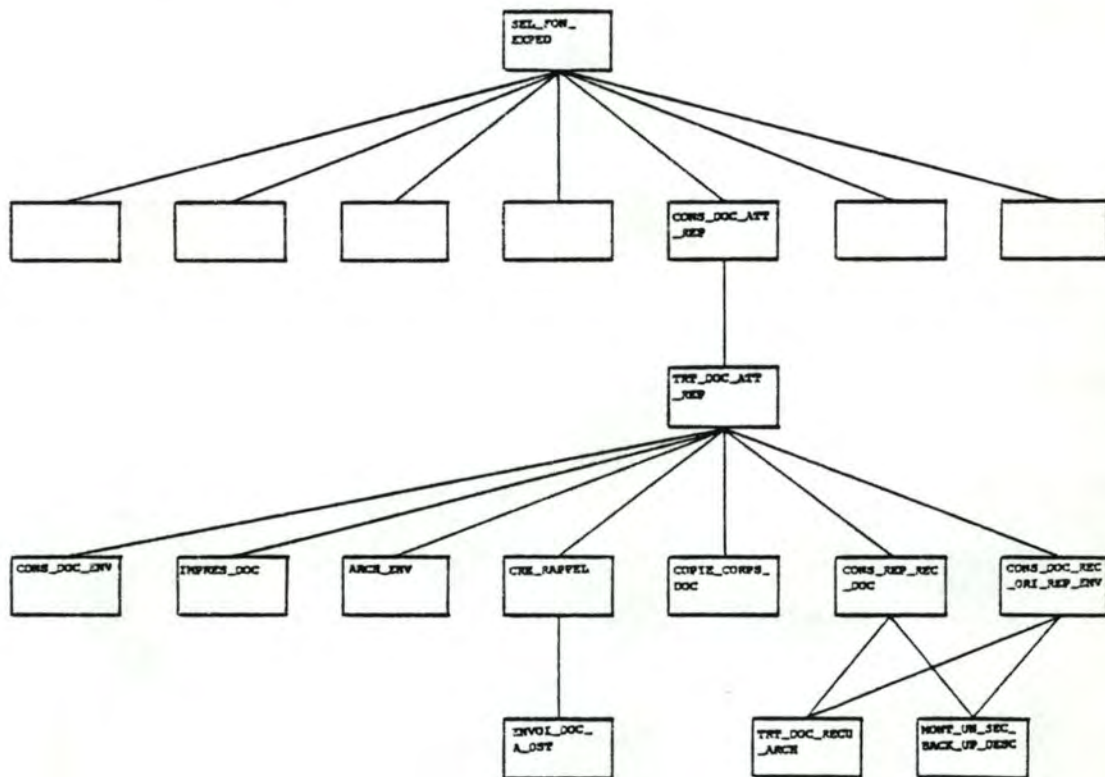 SEL_FON_
EXPED
CONS_DOC_ATT
_REP
TRT_DOC_ATT
_REP
CONS_DOC_ENV
IMPRES_DOC
ARCH_ENV
CRE_RAPPEL
COPIE_CORPS_
DOC
CONS_REP_REC
_DOC
CONS_DOC_REC
_ORI_REP_ENV
ENVOI_DOC_
A_DST
TRT_DOC_RECU
_ARCH
MONT_UN_SEC_
BACK_UP_DESC